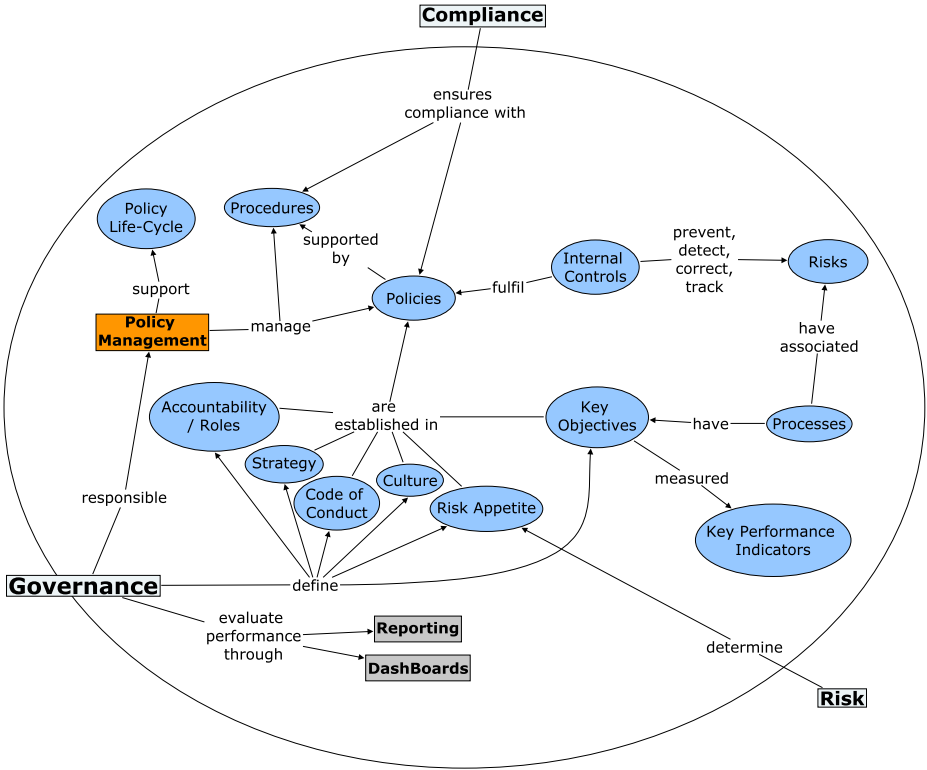 Compliance
ensures
compliance with
Policy
Life-Cycle
Procedures
supported
by
Internal
Controls
prevent,
detect,
correct,
track
Risks
support
Policies
fulfil
Policy
Management
manage
have
associated
Accountability
/ Roles
are
established in
Key
Objectives
have
Processes
Strategy
Code of
Conduct
Culture
Risk Appetite
measured
Key Performance
Indicators
responsible
Governance
define
evaluate
performance
through
Reporting
DashBoards
determine
Risk